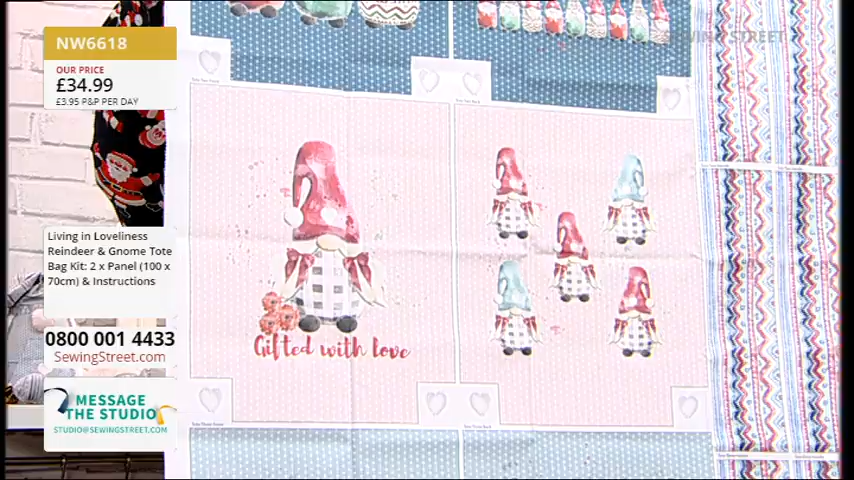 NW6618
OUR PRICE
£34.99
£3.95 P&P PER DAY
SEWING STREET
Living in Loveliness
Reindeer & Gnome Tote
Bag Kit: 2 x Panel (100 x
70cm) & Instructions
0800 001 4433
SewingStreet.com
MESSAGE
THE STUDIO
STUDIO@SEWINGSTREET.COM
Gifted with love